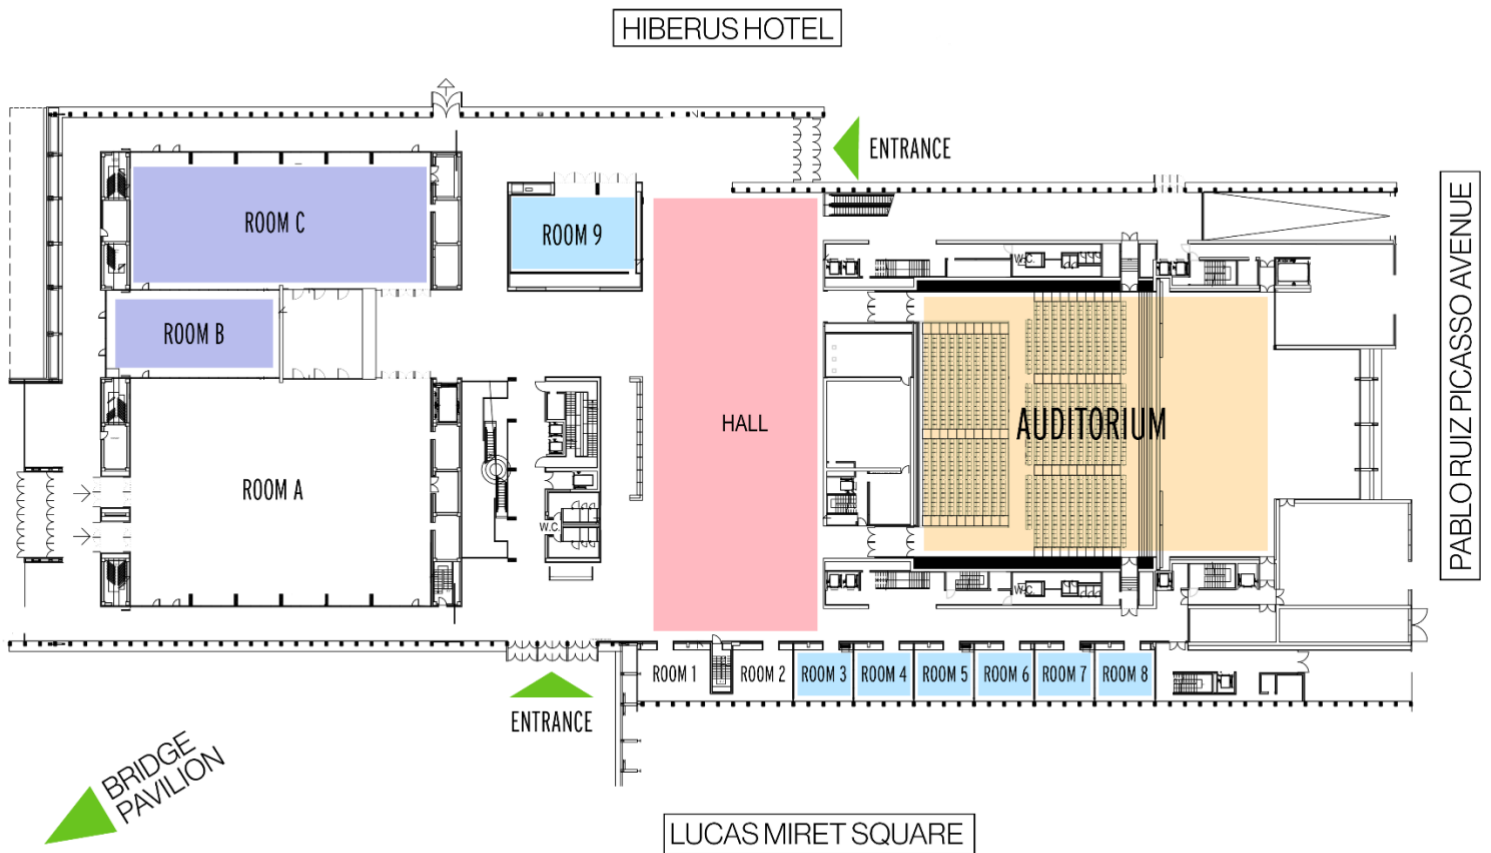 HIBERUS HOTEL
ENTRANCE
ROOM C
ROOM 9
PABLO RUIZ PICASSO AVENUE
W.C.
ROOM B
HALL
AUDITORIUM
ROOM A
W.C.
W.C.
ROOM 1
ROOM 2
ROOM 3
ROOM 4
ROOM 5
ROOM 6
ROOM 7
ROOM 8
ENTRANCE
BRIDGE
PAVILION
LUCAS MIRET SQUARE